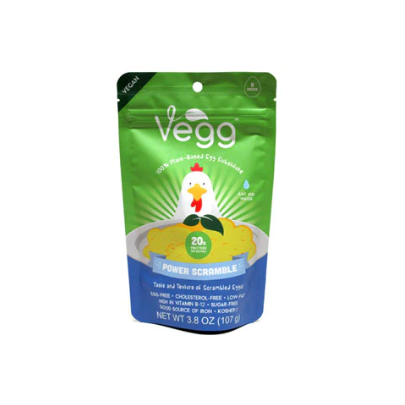 VEGAN
Vegg
100% Plant-Based Egg Substitute
JUST ADD WATER
20g
PROTEIN
POWER SCRAMBLE
Taste and Texture of Scrambled Eggs
EGG-FREE • CHOLESTEROL-FREE • LOW-FAT
HIGH IN VITAMIN B-12 • SUGAR-FREE
GOOD SOURCE OF IRON • KOSHER
NET WT 3.8 OZ (107g)